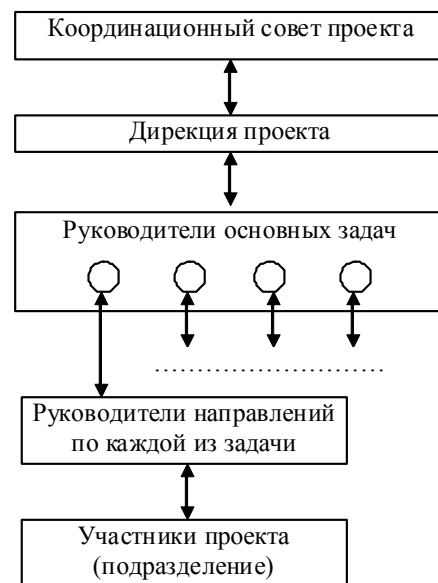 Координационный совет проекта
Дирекция проекта
Руководители основных задач
Руководители направлений
по каждой из задачи
Участники проекта
(подразделение)